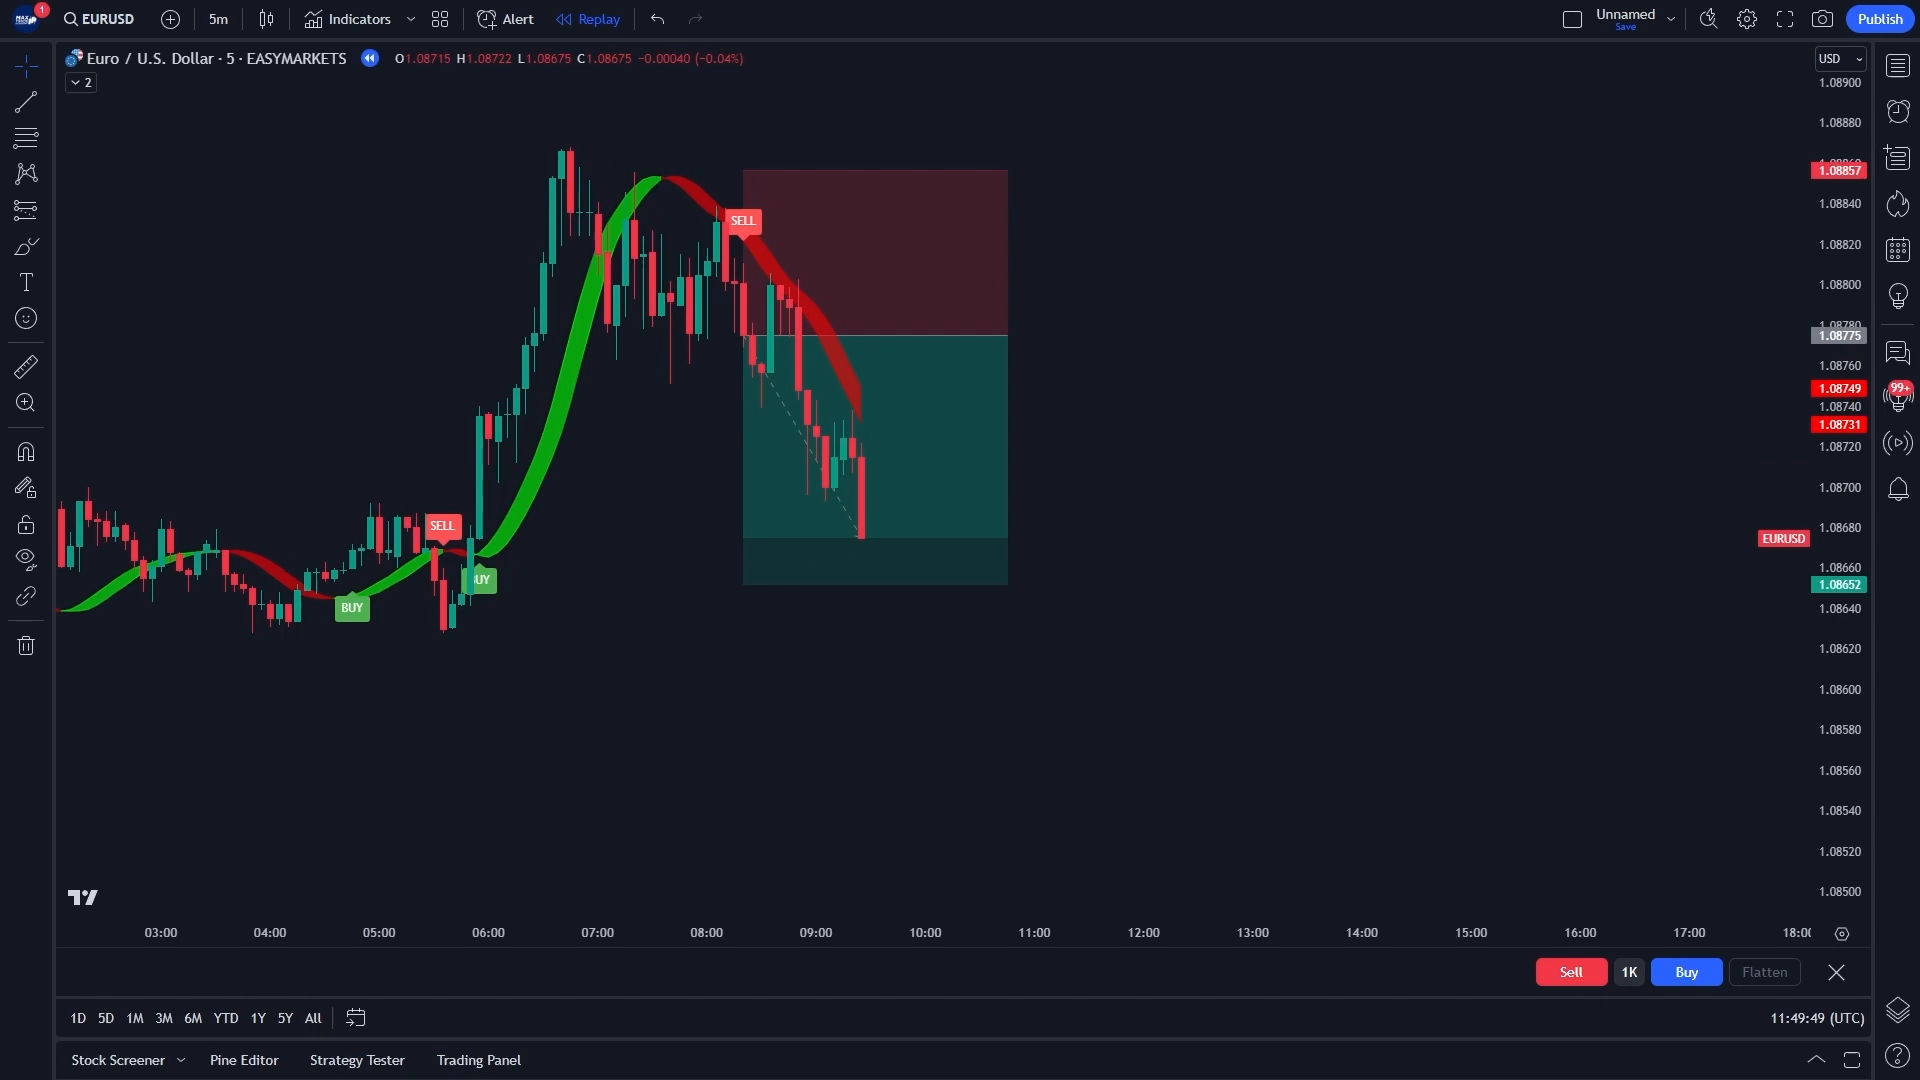 1
EURUSD
5m
Indicators
Alert
Replay
Unnamed
Save
Publish
Euro / U.S. Dollar · 5 · EASYMARKETS
O1.08715 H1.08722 L1.08675 C1.08675 −0.00040 (−0.04%)
2
USD
1.08900
1.08880
1.08857
1.08840
1.08820
1.08800
1.08780
1.08775
1.08760
1.08749
1.08740
1.08731
1.08720
1.08700
1.08680
EURUSD
1.08660
1.08652
1.08640
1.08620
1.08600
1.08580
1.08560
1.08540
1.08520
1.08500
99+
SELL
SELL
BUY
BUY
03:00 04:00 05:00 06:00 07:00 08:00 09:00 10:00 11:00 12:00 13:00 14:00 15:00 16:00 17:00
Sell 1K Buy Flatten
1D 5D 1M 3M 6M YTD 1Y 5Y All
11:49:49 (UTC)
Stock Screener Pine Editor Strategy Tester Trading Panel